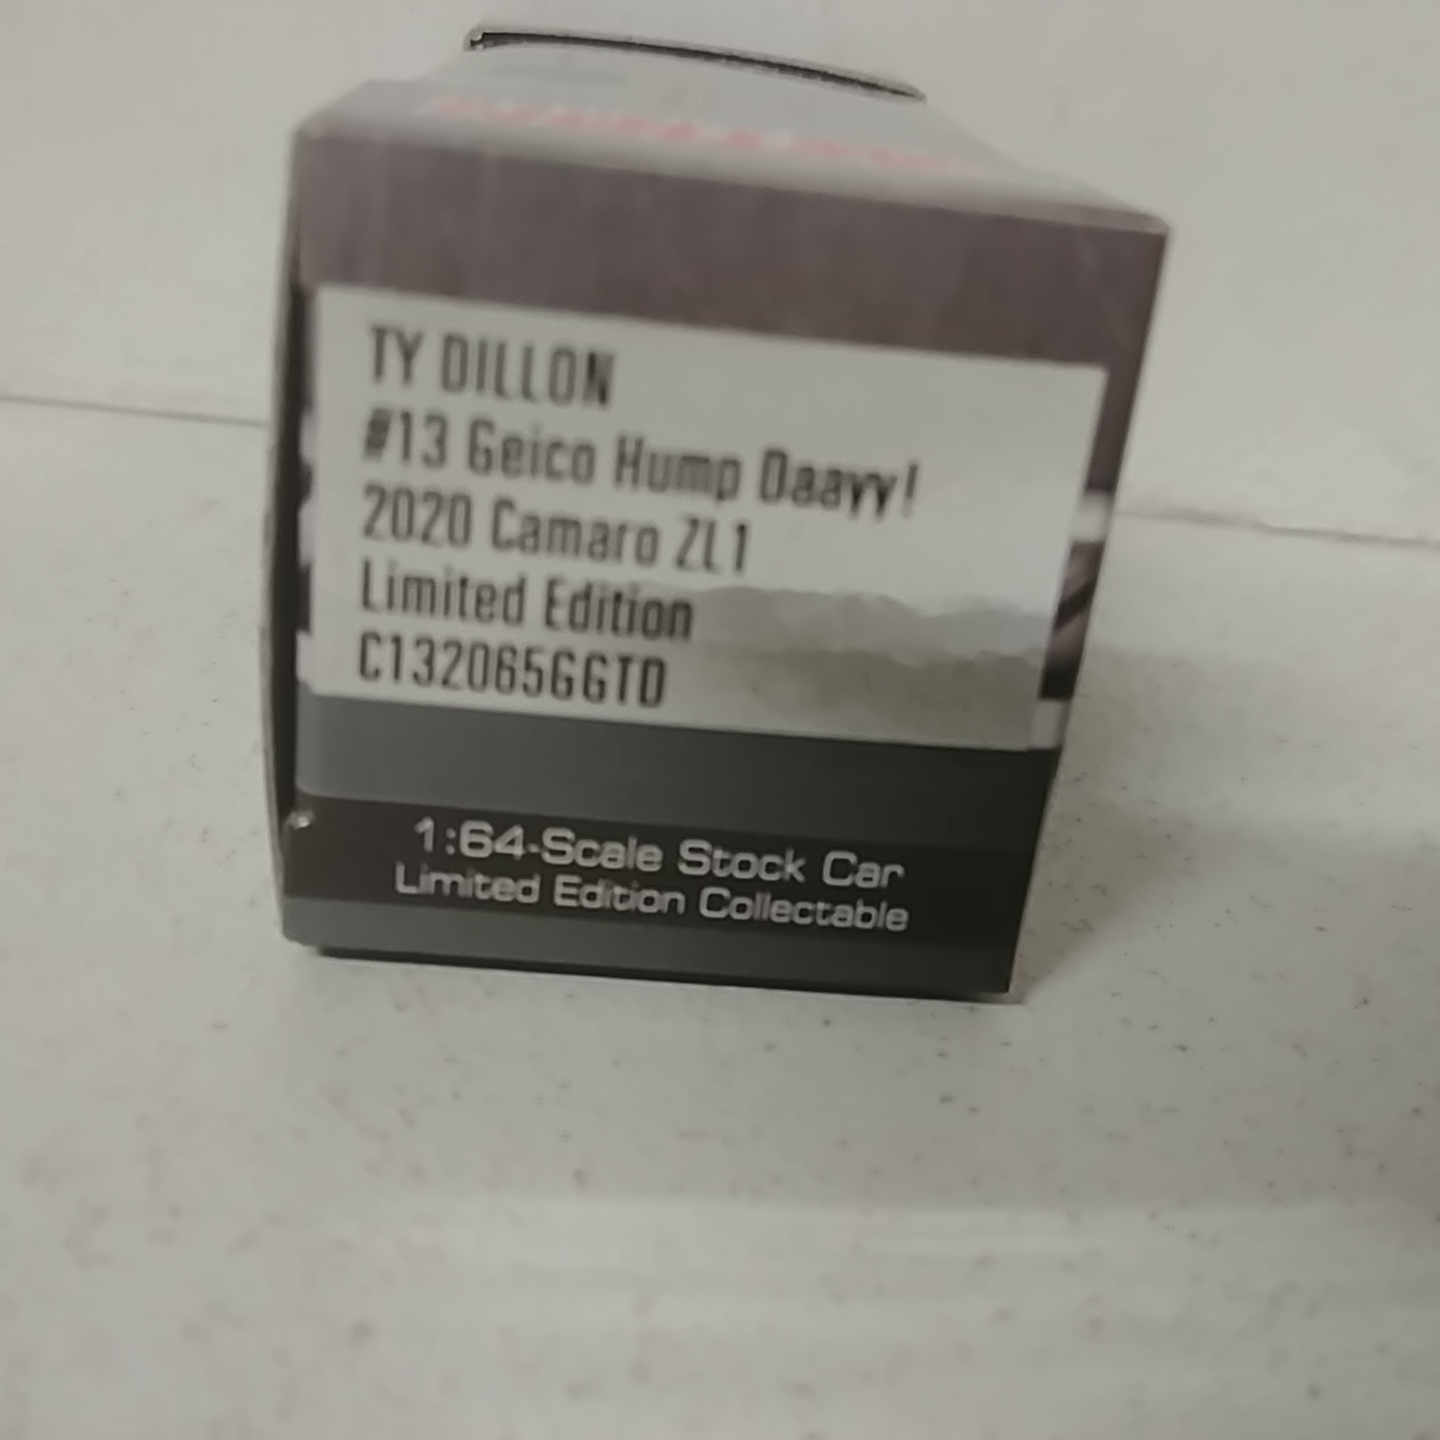 TY DILLON
#13 Geico Hump Daayy!
2020 Camaro ZL1
Limited Edition
C132065GGTD
1:64-Scale Stock Car
Limited Edition Collectable